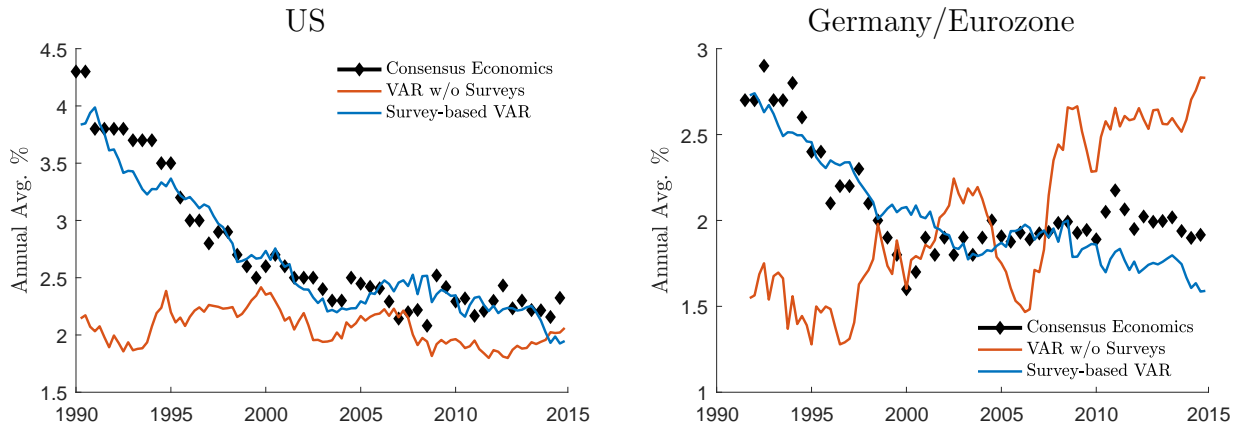 US
Annual Avg. %
4.5
4
3.5
3
2.5
2
1.5
1990
1995
2000
2005
2010
2015
Consensus Economics
VAR w/o Surveys
Survey-based VAR
Germany/Eurozone
Annual Avg. %
3
2.5
2
1.5
1
1990
1995
2000
2005
2010
2015
Consensus Economics
VAR w/o Surveys
Survey-based VAR